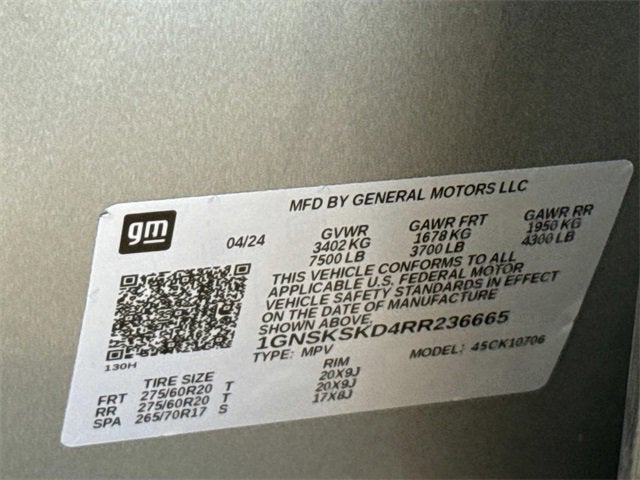 MFD BY GENERAL MOTORS LLC
gm
04/24
GVWR GAWR FRT GAWR RR
3402 KG 1678 KG 1950 KG
7500 LB 3700 LB 4300 LB
THIS VEHICLE CONFORMS TO ALL
APPLICABLE U.S. FEDERAL MOTOR
VEHICLE SAFETY STANDARDS IN EFFECT
ON THE DATE OF MANUFACTURE
SHOWN ABOVE.
1GNSKSKD4RR236665
TYPE: MPV MODEL: 45CK10706
130H
TIRE SIZE RIM
FRT 275/60R20 T 20X9J
RR 275/60R20 T 20X9J
SPA 265/70R17 S 17X8J